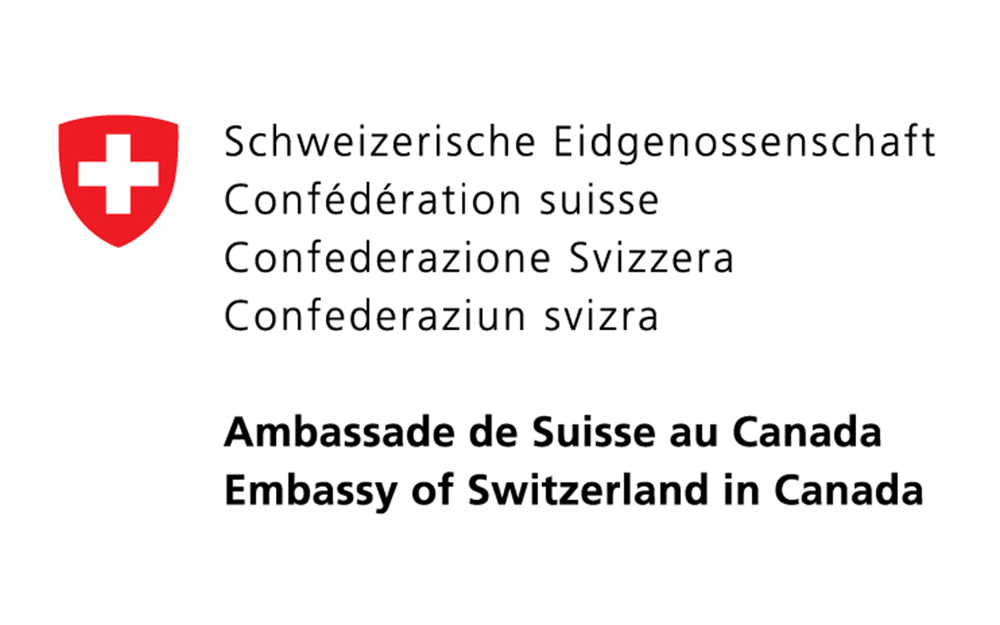 Schweizerische Eidgenossenschaft
Confédération suisse
Confederazione Svizzera
Confederaziun svizra
Ambassade de Suisse au Canada
Embassy of Switzerland in Canada